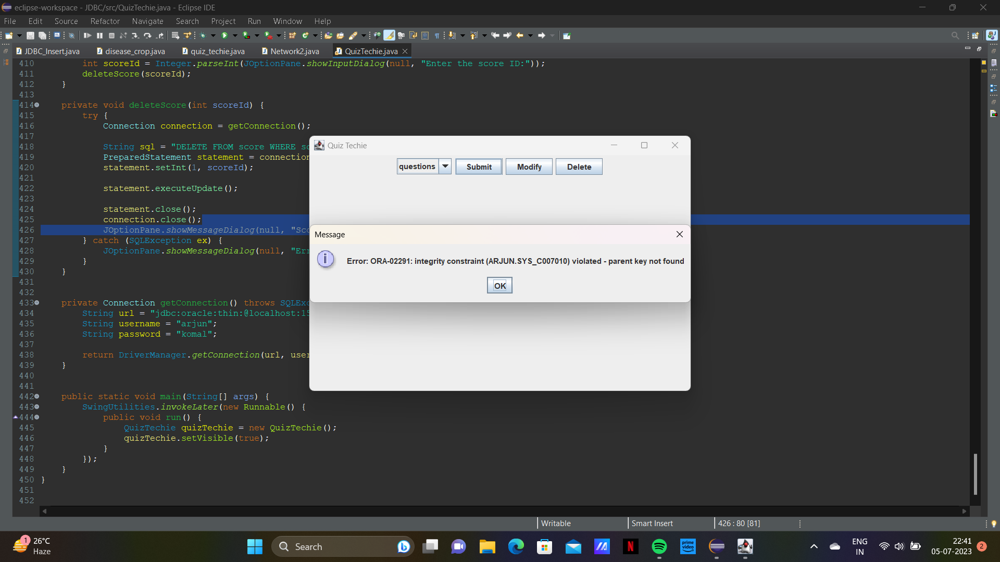 eclipse-workspace - JDBC/src/QuizTechie.java - Eclipse IDE
File Edit Source Refactor Navigate Search Project Run Window Help
JDBC_Insert.java disease_crop.java quiz_techie.java Network2.java QuizTechie.java
410 int scoreId = Integer.parseInt(JOptionPane.showInputDialog(null, "Enter the score ID:"));
411 deleteScore(scoreId);
412 }
413
414 private void deleteScore(int scoreId) {
415 try {
416 Connection connection = getConnection();
417
418 String sql = "DELETE FROM score WHERE sc
419 PreparedStatement statement = connection
420 statement.setInt(1, scoreId);
421
422 statement.executeUpdate();
423
424 statement.close();
425 connection.close();
426 JOptionPane.showMessageDialog(null, "Sco
427 } catch (SQLException ex) {
428 JOptionPane.showMessageDialog(null, "Err
429 }
430 }
431
432
433 private Connection getConnection() throws SQLExc
434 String url = "jdbc:oracle:thin:@localhost:15
435 String username = "arjun";
436 String password = "komal";
437
438 return DriverManager.getConnection(url, user
439 }
440
441
442 public static void main(String[] args) {
443 SwingUtilities.invokeLater(new Runnable() {
444 public void run() {
445 QuizTechie quizTechie = new QuizTechie();
446 quizTechie.setVisible(true);
447 }
448 });
449 }
450 }
451
452
Quiz Techie
questions Submit Modify Delete
Message
Error: ORA-02291: integrity constraint (ARJUN.SYS_C007010) violated - parent key not found
OK
Writable Smart Insert 426 : 80 [81]
1
26°C
Haze
Search
prime video
ENG
IN
22:41
05-07-2023
2